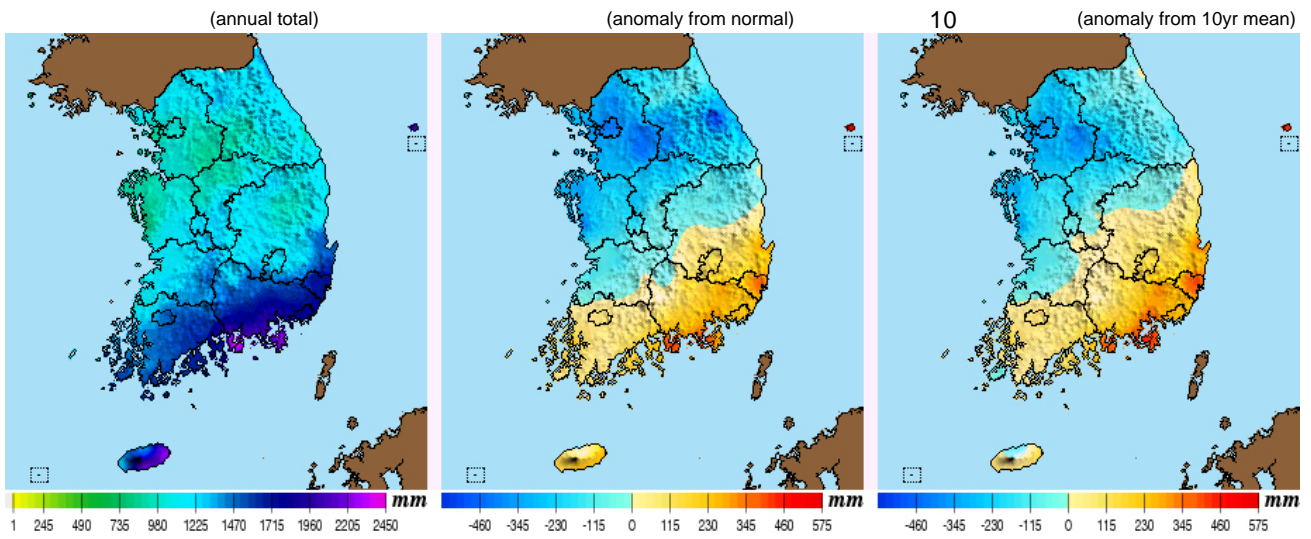 (annual total)
(anomaly from normal)
10 (anomaly from 10yr mean)
mm
1 245 490 735 980 1225 1470 1715 1960 2205 2450
mm
-460 -345 -230 -115 0 115 230 345 460 575
mm
-460 -345 -230 -115 0 115 230 345 460 575